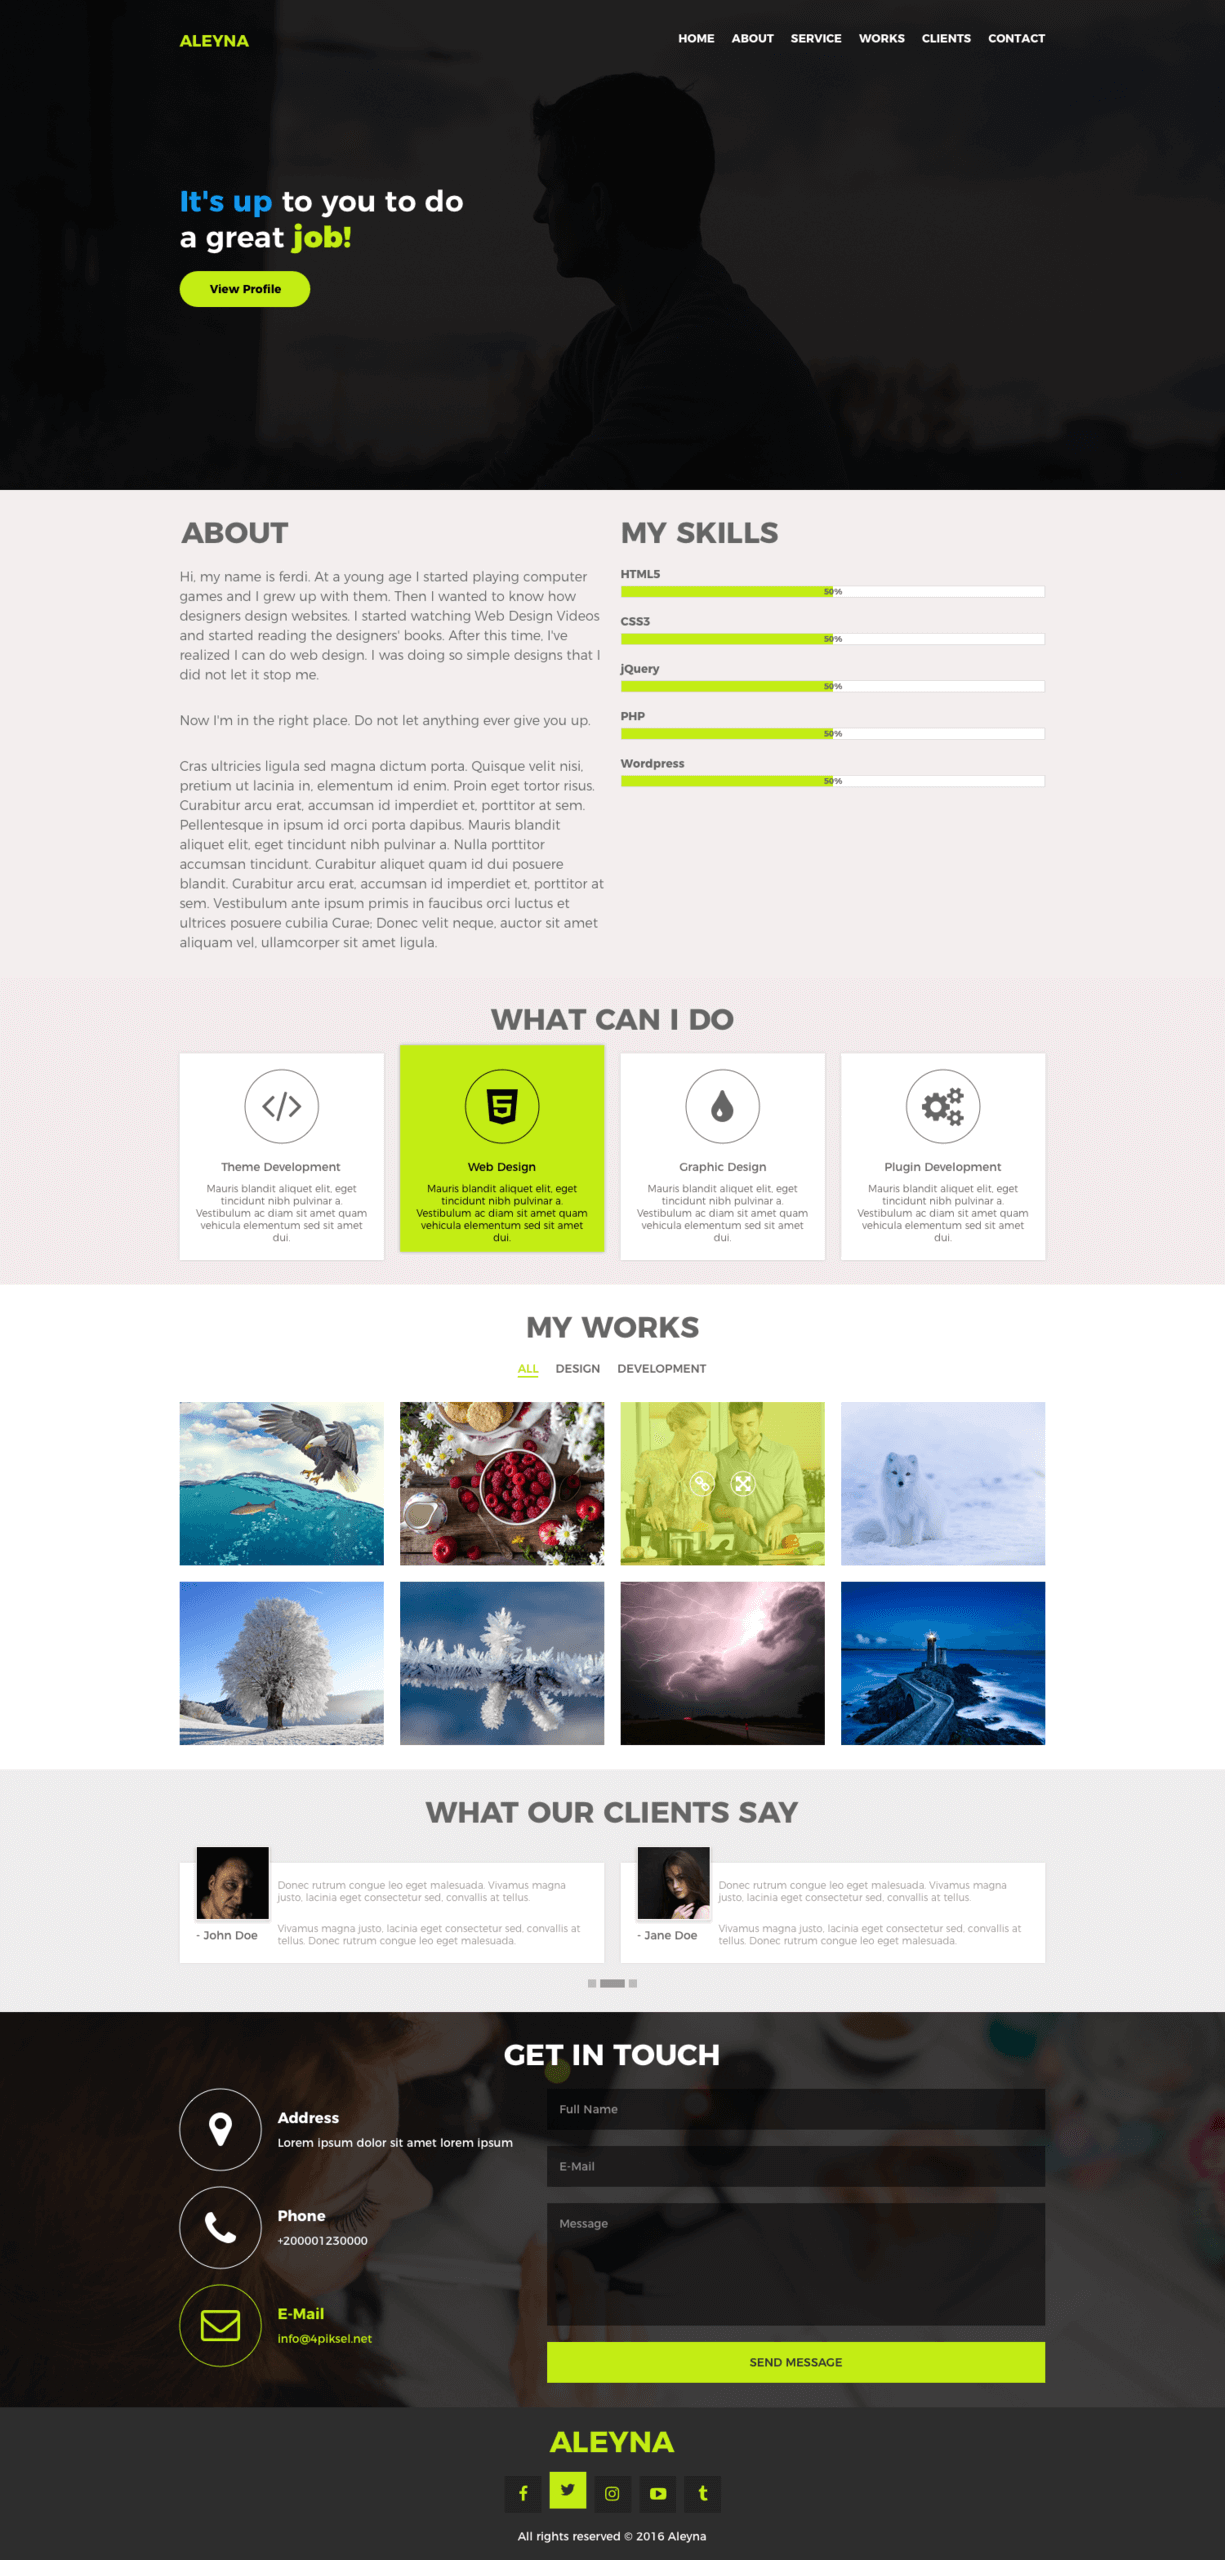 ALEYNA
HOME ABOUT SERVICE WORKS CLIENTS CONTACT
It's up to you to do
a great job!
View Profile
ABOUT
Hi, my name is ferdi. At a young age I started playing computer
games and I grew up with them. Then I wanted to know how
designers design websites. I started watching Web Design Videos
and started reading the designers' books. After this time, I've
realized I can do web design. I was doing so simple designs that I
did not let it stop me.
Now I'm in the right place. Do not let anything ever give you up.
Cras ultricies ligula sed magna dictum porta. Quisque velit nisi,
pretium ut lacinia in, elementum id enim. Proin eget tortor risus.
Curabitur arcu erat, accumsan id imperdiet et, porttitor at sem.
Pellentesque in ipsum id orci porta dapibus. Mauris blandit
aliquet elit, eget tincidunt nibh pulvinar a. Nulla porttitor
accumsan tincidunt. Curabitur aliquet quam id dui posuere
blandit. Curabitur arcu erat, accumsan id imperdiet et, porttitor at
sem. Vestibulum ante ipsum primis in faucibus orci luctus et
ultrices posuere cubilia Curae; Donec velit neque, auctor sit amet
aliquam vel, ullamcorper sit amet ligula.
MY SKILLS
HTML5
50%
CSS3
50%
jQuery
50%
PHP
50%
Wordpress
50%
WHAT CAN I DO
Theme Development
Mauris blandit aliquet elit, eget
tincidunt nibh pulvinar a.
Vestibulum ac diam sit amet quam
vehicula elementum sed sit amet
dui.
Web Design
Mauris blandit aliquet elit, eget
tincidunt nibh pulvinar a.
Vestibulum ac diam sit amet quam
vehicula elementum sed sit amet
dui.
Graphic Design
Mauris blandit aliquet elit, eget
tincidunt nibh pulvinar a.
Vestibulum ac diam sit amet quam
vehicula elementum sed sit amet
dui.
Plugin Development
Mauris blandit aliquet elit, eget
tincidunt nibh pulvinar a.
Vestibulum ac diam sit amet quam
vehicula elementum sed sit amet
dui.
MY WORKS
ALL DESIGN DEVELOPMENT
WHAT OUR CLIENTS SAY
Donec rutrum congue leo eget malesuada. Vivamus magna
justo, lacinia eget consectetur sed, convallis at tellus.
Vivamus magna justo, lacinia eget consectetur sed, convallis at
tellus. Donec rutrum congue leo eget malesuada.
- John Doe
Donec rutrum congue leo eget malesuada. Vivamus magna
justo, lacinia eget consectetur sed, convallis at tellus.
Vivamus magna justo, lacinia eget consectetur sed, convallis at
tellus. Donec rutrum congue leo eget malesuada.
- Jane Doe
GET IN TOUCH
Address
Lorem ipsum dolor sit amet lorem ipsum
Phone
+200001230000
E-Mail
info@4piksel.net
Full Name
E-Mail
Message
SEND MESSAGE
ALEYNA
All rights reserved © 2016 Aleyna